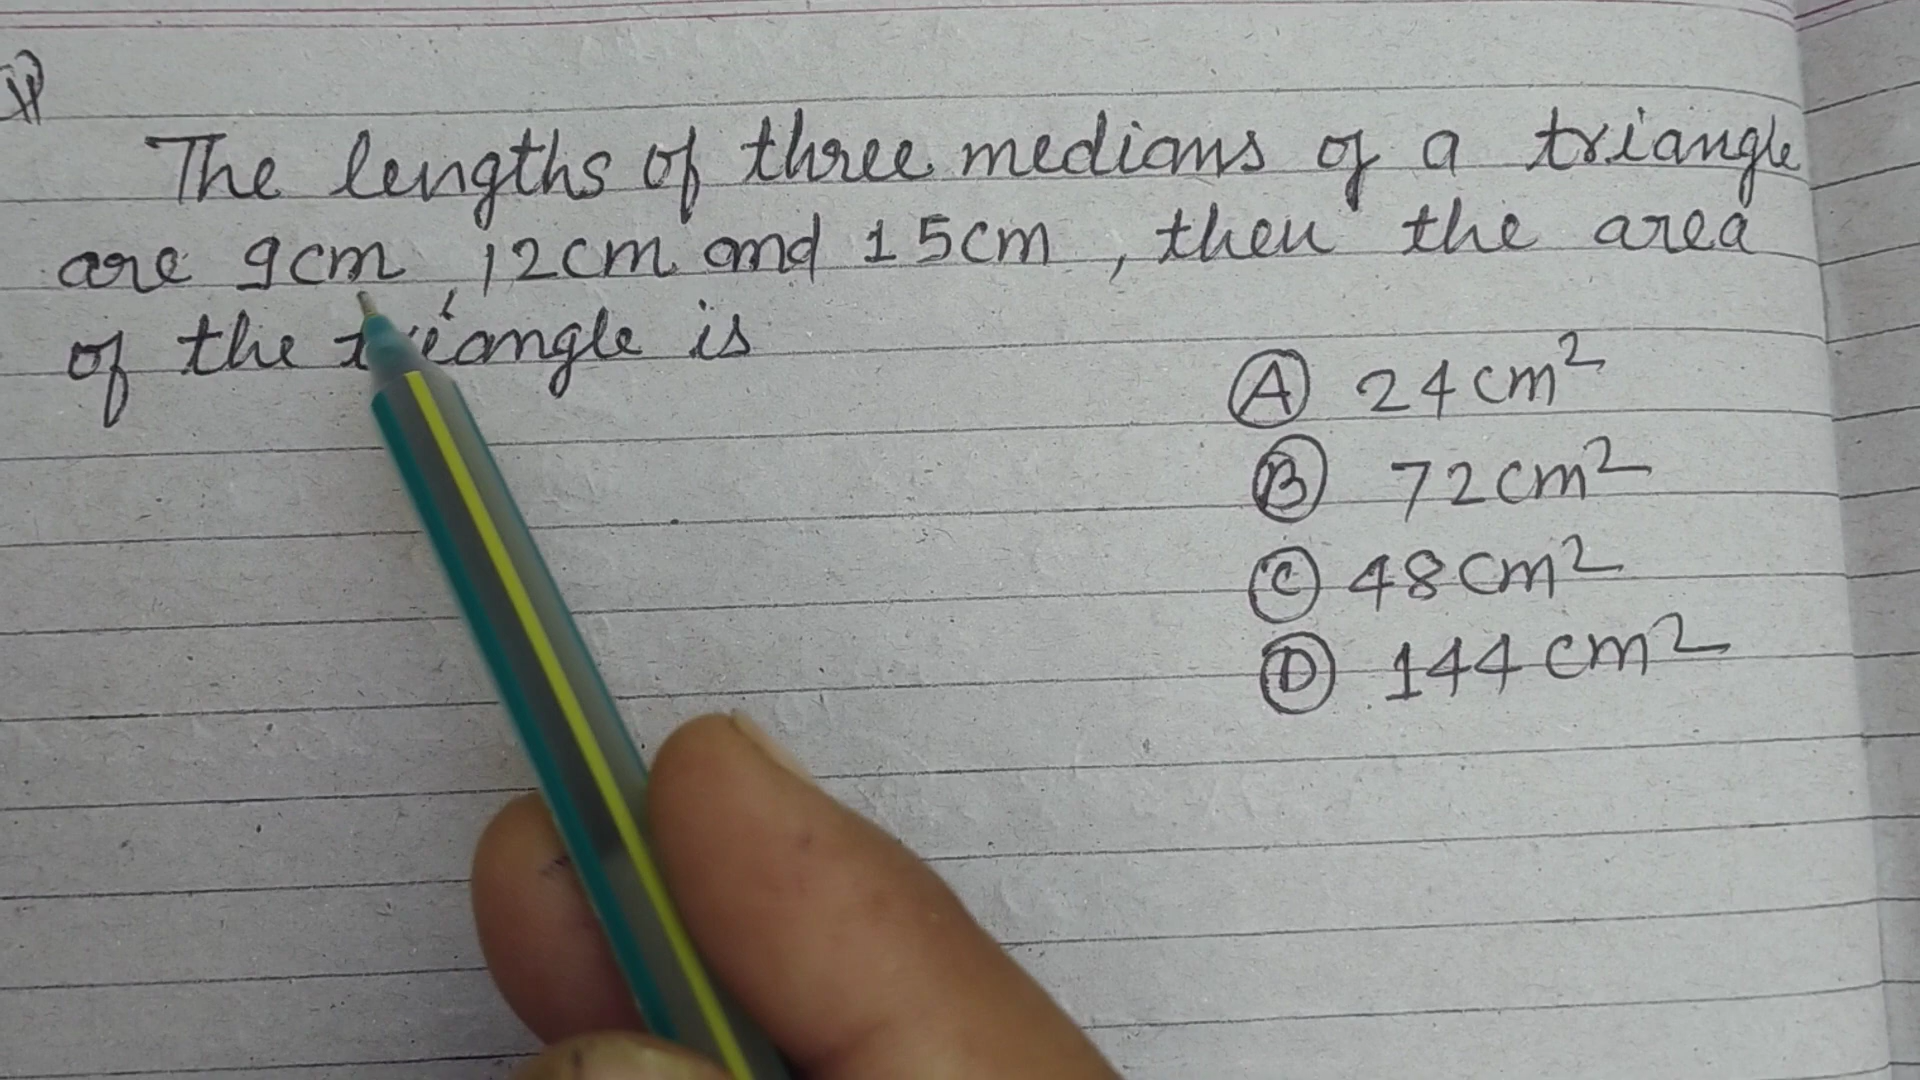 The lengths of three medians of a triangle
are 9cm, 12cm and 15cm, then the area
of the triangle is
Ⓐ 24cm²
Ⓑ 72cm²
Ⓒ 48cm²
Ⓓ 144cm²